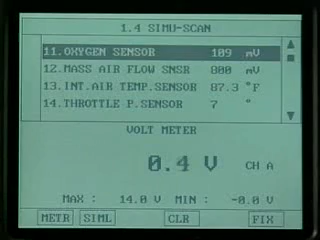 1.4 SIMU-SCAN
11.OXYGEN SENSOR 109 mV
12.MASS AIR FLOW SNSR 800 mV
13.INT.AIR TEMP.SENSOR 87.3 °F
14.THROTTLE P.SENSOR 7 °
VOLT METER
0.4 V CH A
MAX : 14.0 V MIN : -0.0 V
METR SIML CLR FIX